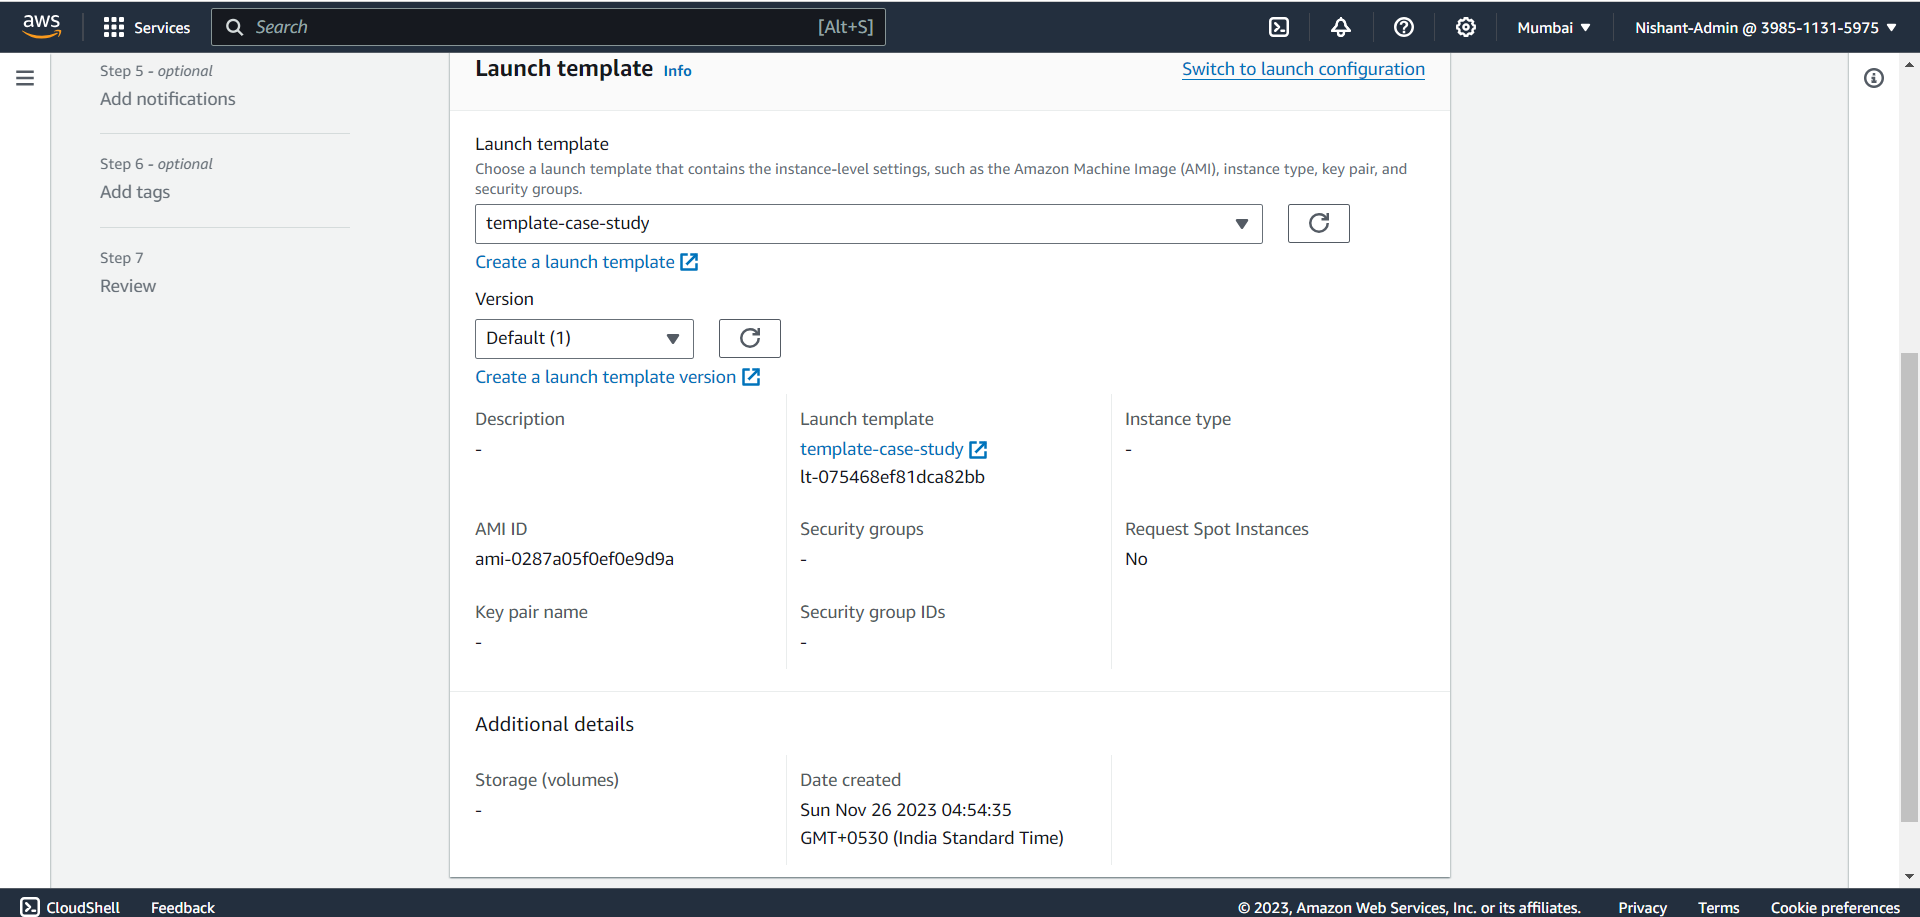 aws
Services
Search
[Alt+S]
Mumbai
Nishant-Admin @ 3985-1131-5975
Step 5 - optional
Add notifications
Step 6 - optional
Add tags
Step 7
Review
Launch template Info
Switch to launch configuration
Launch template
Choose a launch template that contains the instance-level settings, such as the Amazon Machine Image (AMI), instance type, key pair, and
security groups.
template-case-study
Create a launch template
Version
Default (1)
Create a launch template version
Description
-
Launch template
template-case-study
lt-075468ef81dca82bb
Instance type
-
AMI ID
ami-0287a05f0ef0e9d9a
Security groups
-
Request Spot Instances
No
Key pair name
-
Security group IDs
-
Additional details
Storage (volumes)
-
Date created
Sun Nov 26 2023 04:54:35
GMT+0530 (India Standard Time)
CloudShell
Feedback
© 2023, Amazon Web Services, Inc. or its affiliates.
Privacy
Terms
Cookie preferences